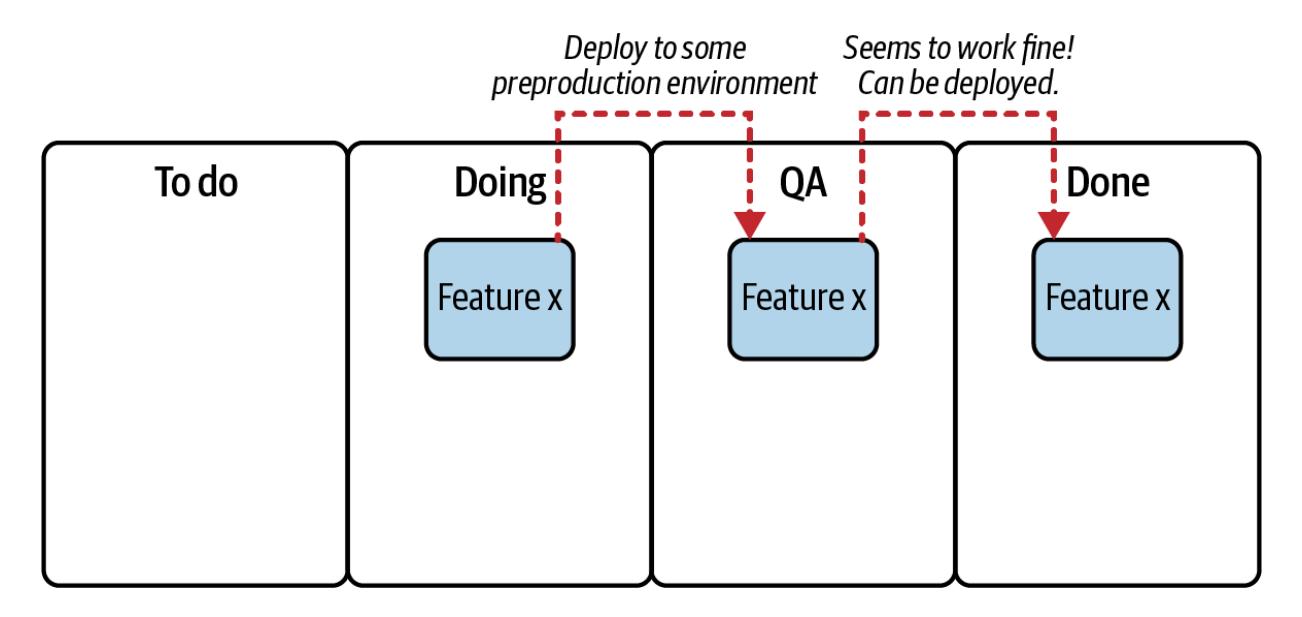 Deploy to some
preproduction environment
Seems to work fine!
Can be deployed.
To do
Doing
QA
Done
Feature x
Feature x
Feature x